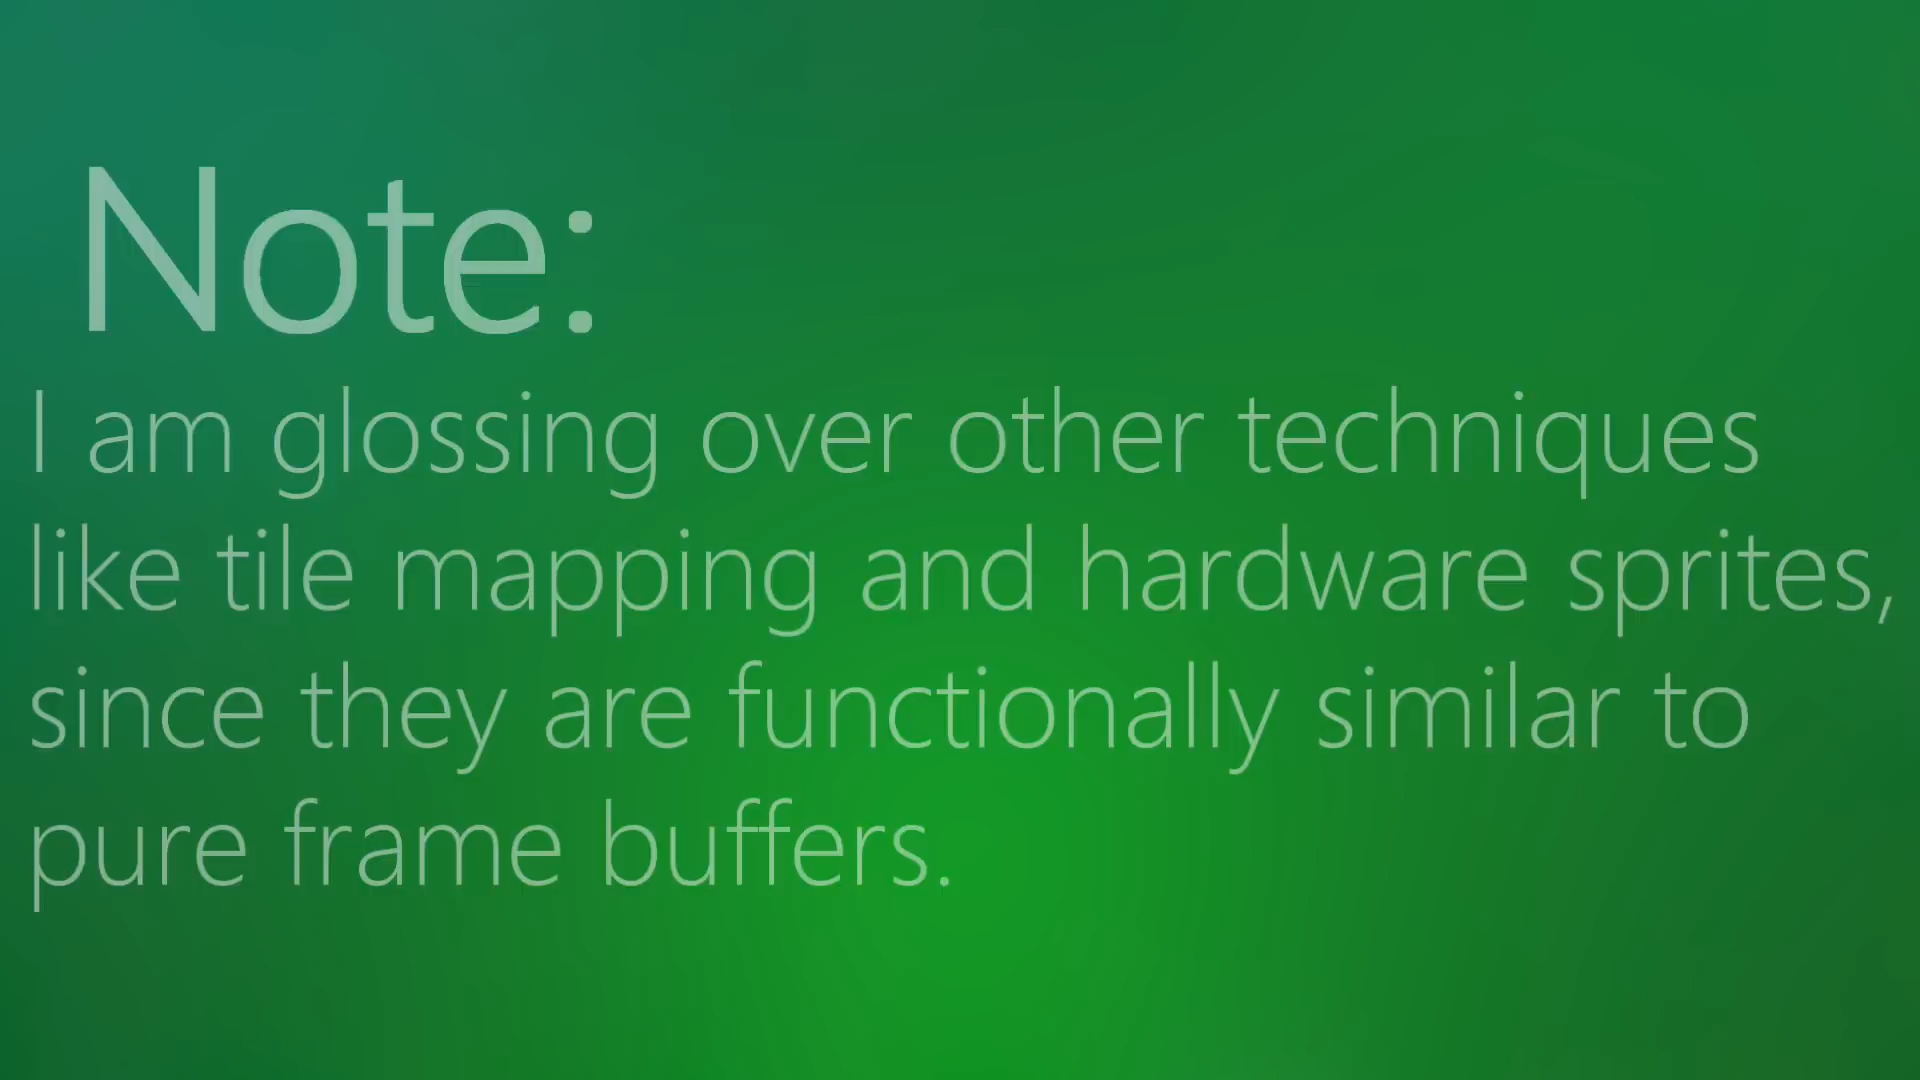 Note:
I am glossing over other techniques
like tile mapping and hardware sprites,
since they are functionally similar to
pure frame buffers.